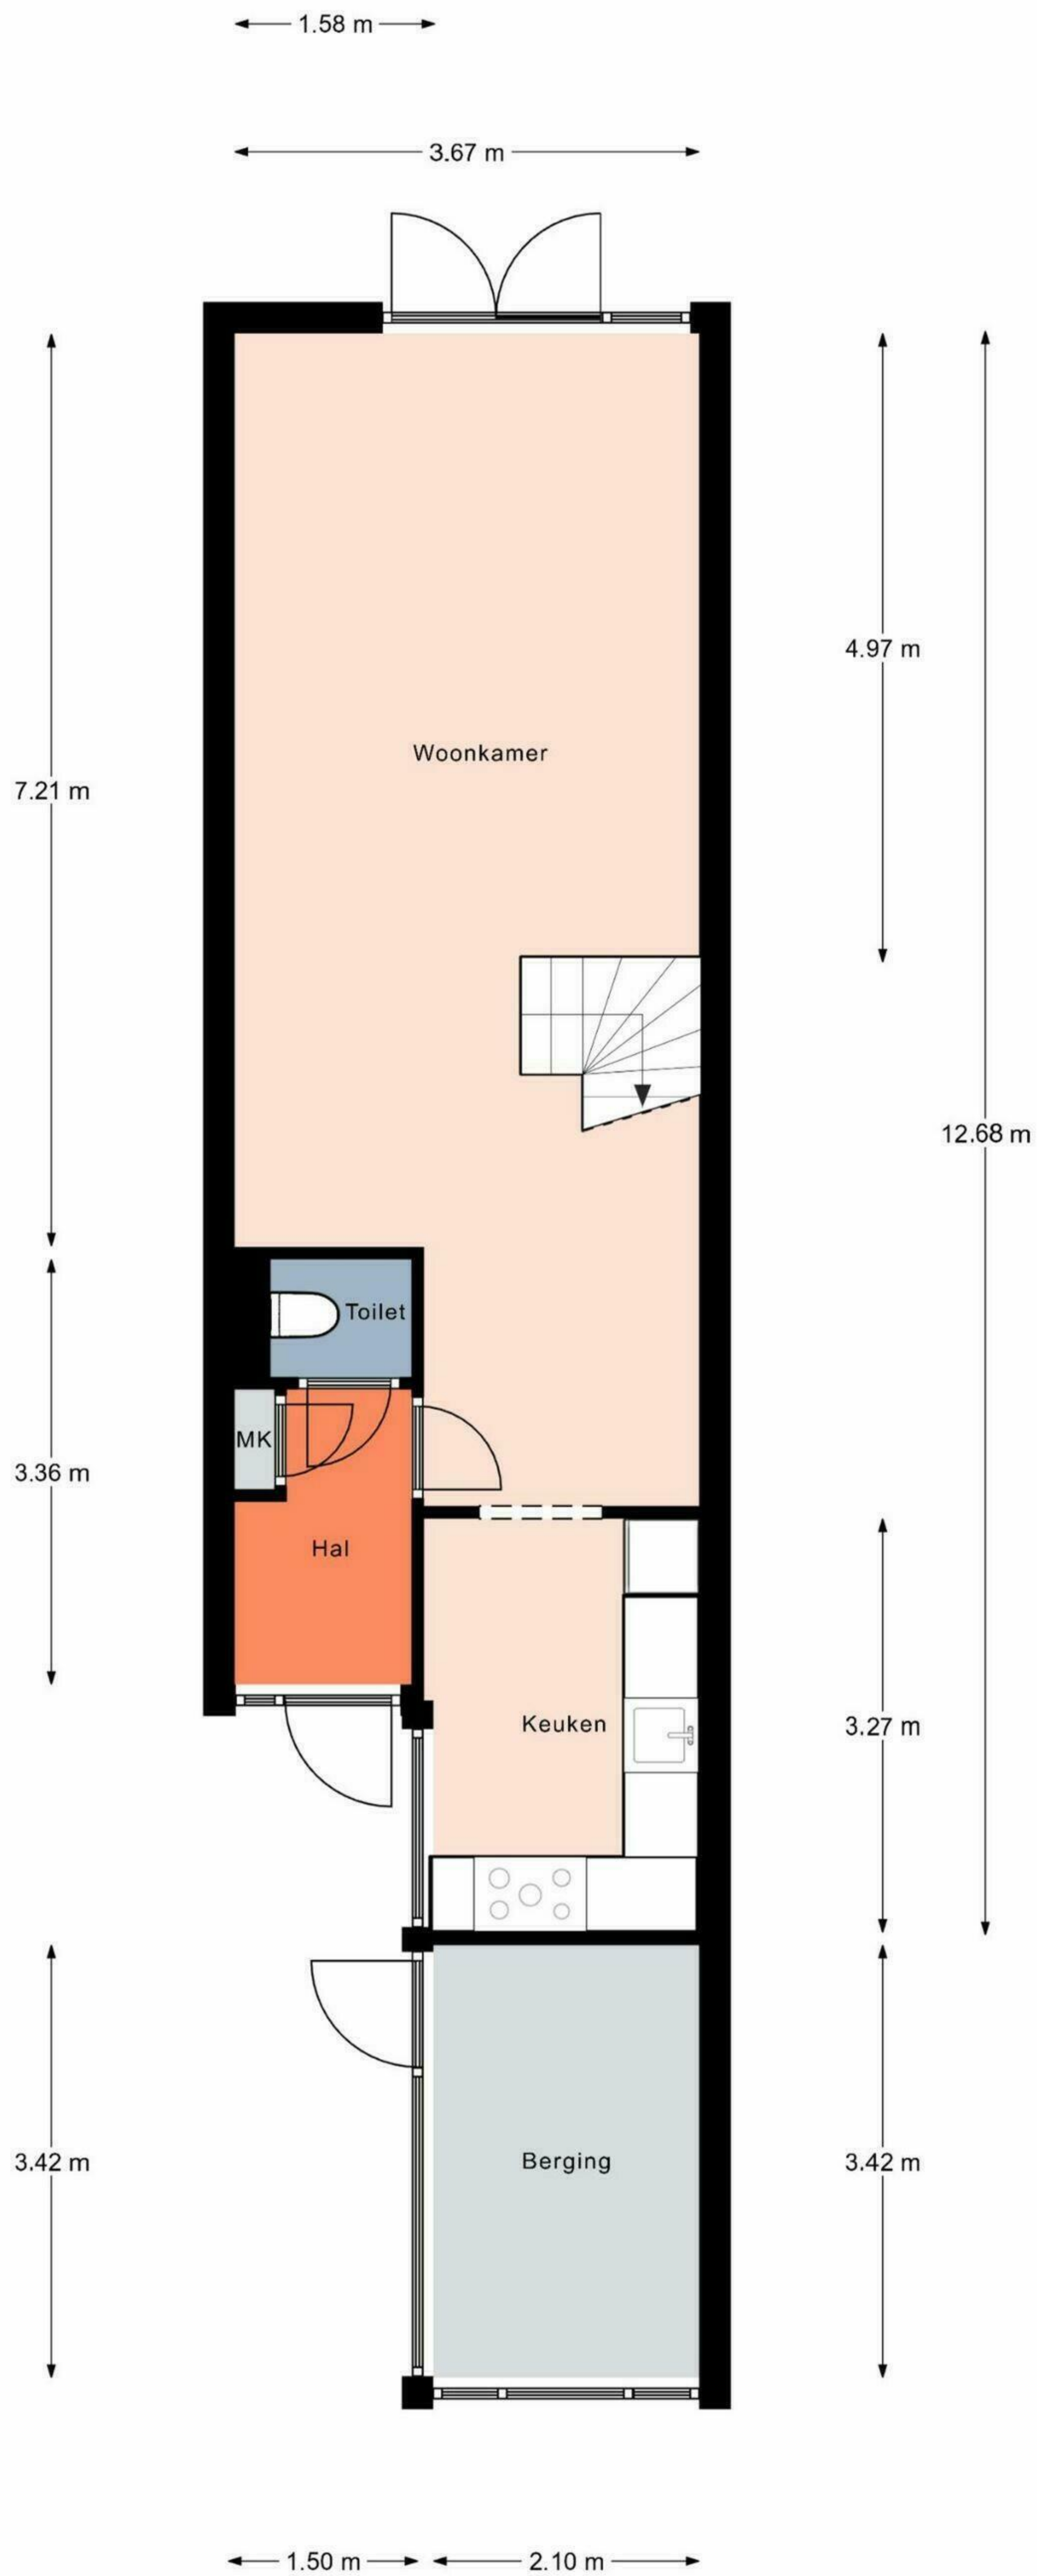 1.58 m
3.67 m
4.97 m
Woonkamer
7.21 m
12.68 m
Toilet
MK
3.36 m
Hal
Keuken
3.27 m
Berging
3.42 m
3.42 m
1.50 m
2.10 m